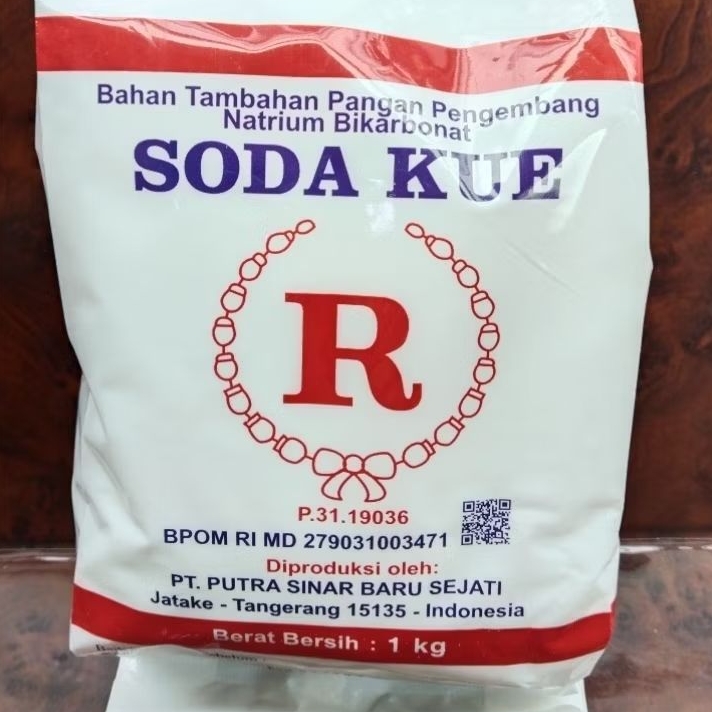 Bahan Tambahan Pangan Pengembang
Natrium Bikarbonat
SODA KUE
R
P.31.19036
BPOM RI MD 279031003471
Diproduksi oleh:
PT. PUTRA SINAR BARU SEJATI
Jatake - Tangerang 15135 - Indonesia
Berat Bersih : 1 kg